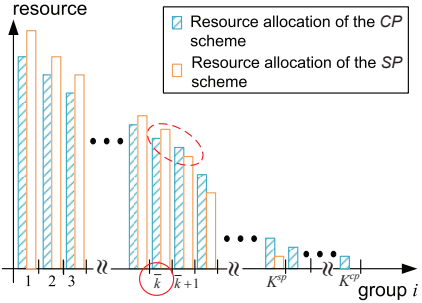 resource
Resource allocation of the CP
scheme
Resource allocation of the SP
scheme
1 2 3 k̅ k̅+1 K^{sp} K^{cp}
group i